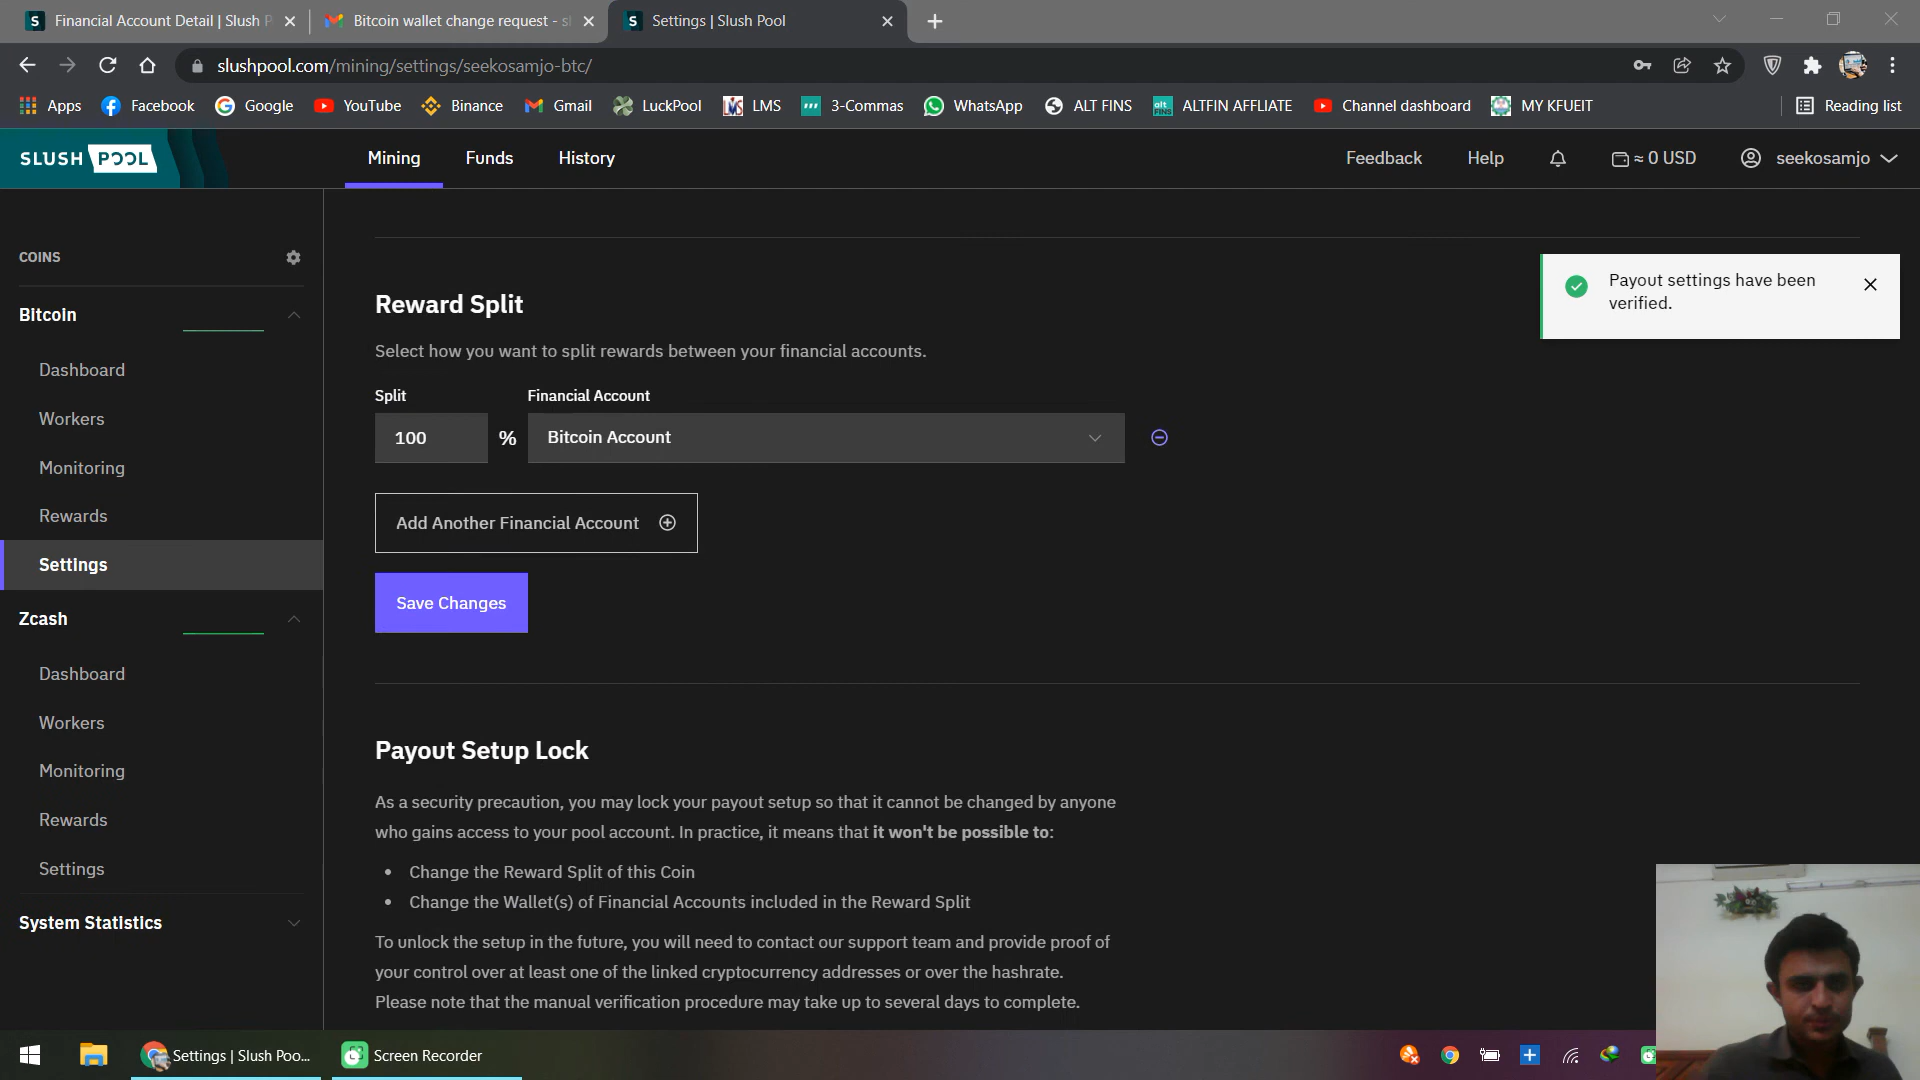 Financial Account Detail | Slush P
Bitcoin wallet change request - s
Settings | Slush Pool
slushpool.com/mining/settings/seekosamjo-btc/
Apps
Facebook
Google
YouTube
Binance
Gmail
LuckPool
LMS
3-Commas
WhatsApp
ALT FINS
ALTFIN AFFLIATE
Channel dashboard
MY KFUEIT
Reading list
SLUSH POOL
Mining
Funds
History
Feedback
Help
≈ 0 USD
seekosamjo
COINS
Bitcoin
Dashboard
Workers
Monitoring
Rewards
Settings
Zcash
Dashboard
Workers
Monitoring
Rewards
Settings
System Statistics
Reward Split
Select how you want to split rewards between your financial accounts.
Split
Financial Account
100 %
Bitcoin Account
Add Another Financial Account
Save Changes
Payout settings have been
verified.
Payout Setup Lock
As a security precaution, you may lock your payout setup so that it cannot be changed by anyone
who gains access to your pool account. In practice, it means that it won't be possible to:
• Change the Reward Split of this Coin
• Change the Wallet(s) of Financial Accounts included in the Reward Split
To unlock the setup in the future, you will need to contact our support team and provide proof of
your control over at least one of the linked cryptocurrency addresses or over the hashrate.
Please note that the manual verification procedure may take up to several days to complete.
Settings | Slush Poo...
Screen Recorder